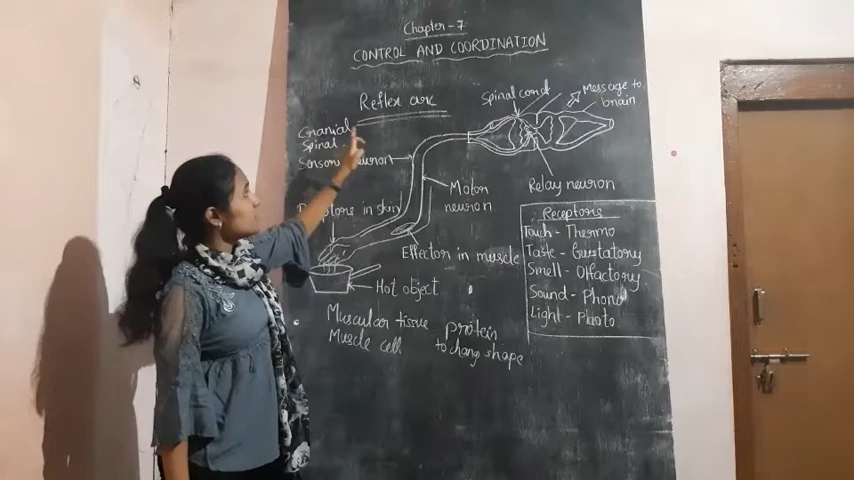 Chapter - 7
CONTROL AND COORDINATION
Reflex arc
Spinal cord
Message to
brain
Cranial
Spinal
Sensory neuron
Relay neuron
Motor
neuron
Receptors in skin
Effector in muscle
Hot object
Receptors
Touch - Thermo
Taste - Gustatory
Smell - Olfactory
Sound - Phono
Light - Photo
Muscular tissue
Muscle cell
protein
to chang shape